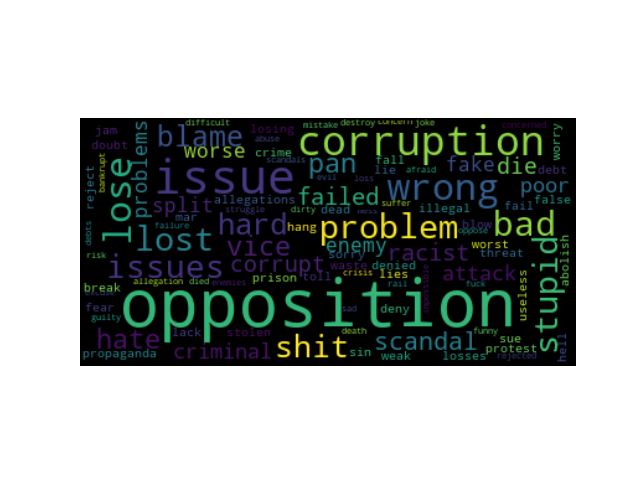 difficult mistake destroy concern joke concerned
jam problems blame abuse losing corruption worry
doubt worse crime scandals fall
bankrupt lose issue evil pan lie afraid fake die debt
reject loss wrong poor
split allegations failed suffer illegal fail false
mar struggle dirty dead mess blow
debts lost failure hard hang problem oppose bad
vice enemy racist worst
risk issues corrupt sorry waste denied threat stupid abolish
prison toll crisis lies attack
break allegation died enemies rail impossible fuck useless
excuse opposition
fear sad deny
guilty hate lack stolen death scandal funny
shit sue hell
propaganda criminal sin weak losses protest
rejected